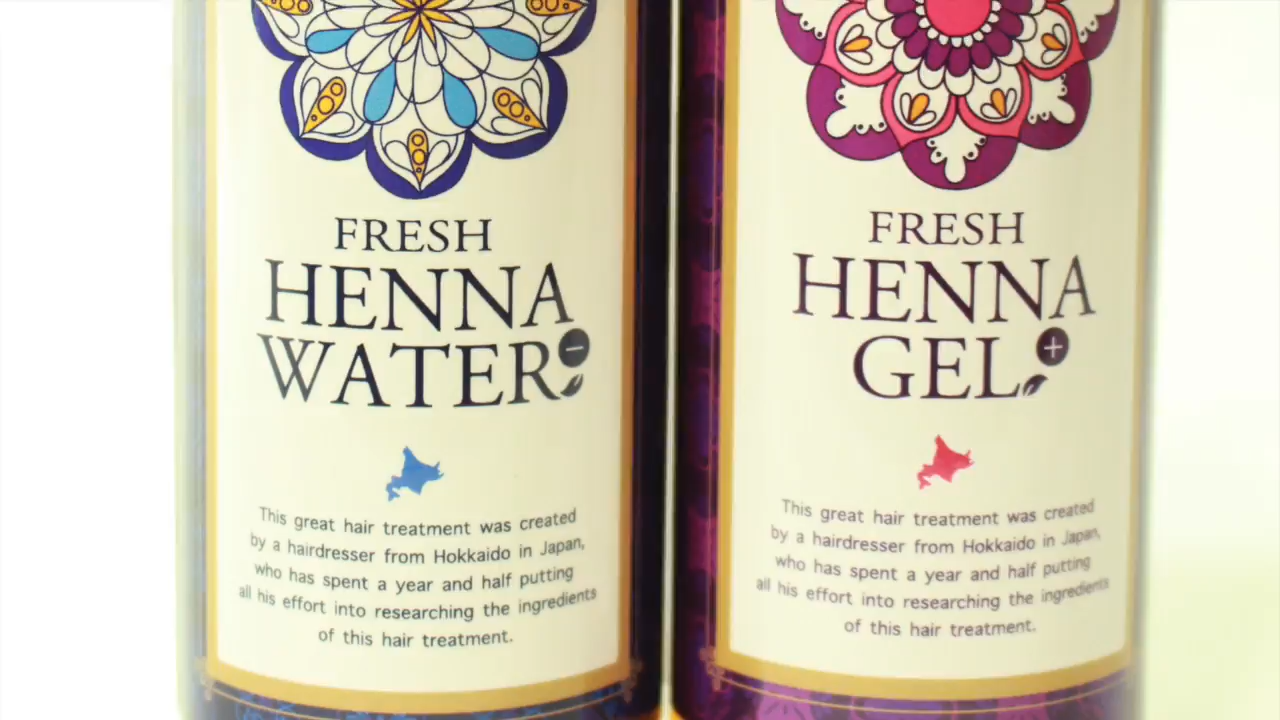 FRESH
HENNA
WATER
This great hair treatment was created
by a hairdresser from Hokkaido in Japan,
who has spent a year and half putting
all his effort into researching the ingredients
of this hair treatment.
FRESH
HENNA
GEL
This great hair treatment was created
by a hairdresser from Hokkaido in Japan,
who has spent a year and half putting
all his effort into researching the ingredients
of this hair treatment.